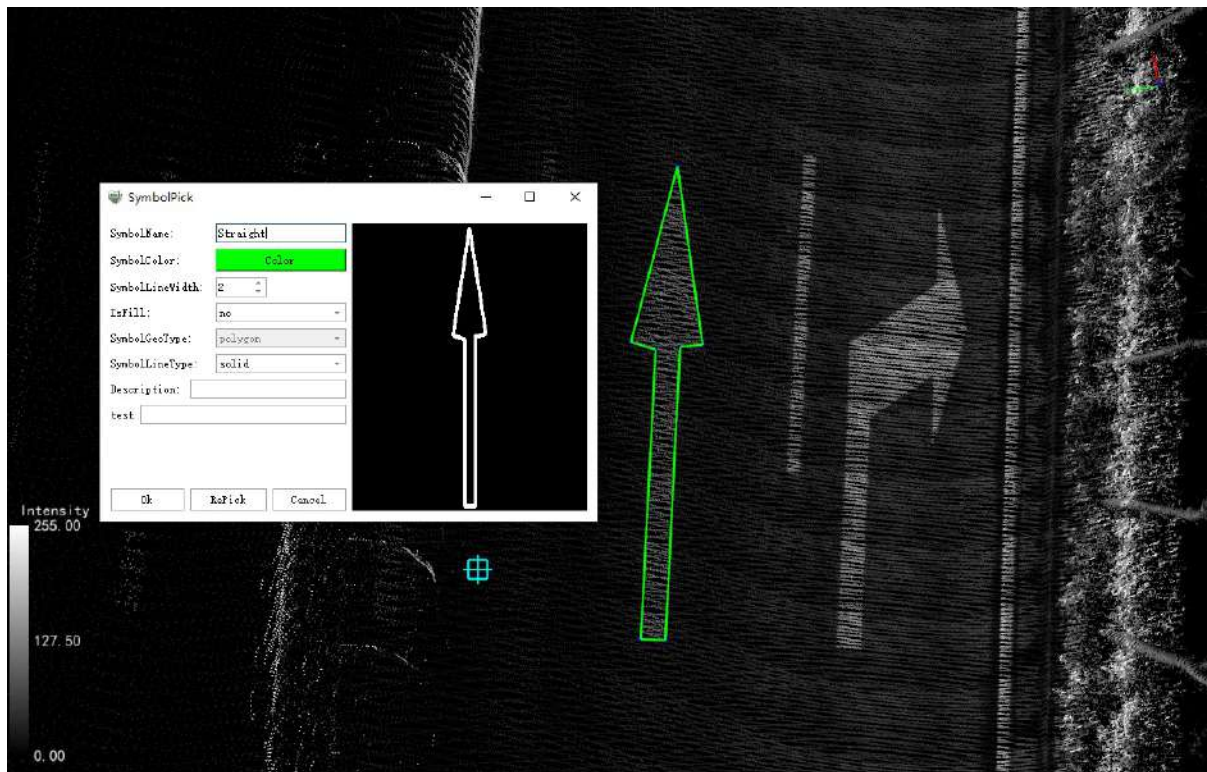 SymbolPick
SymbolName: Straight
SymbolColor: Color
SymbolLineWidth: 2
IsFill: no
SymbolGeoType: polygon
SymbolLineType: solid
Description:
test
Ok RePick Cancel
Intensity
255.00
127.50
0.00